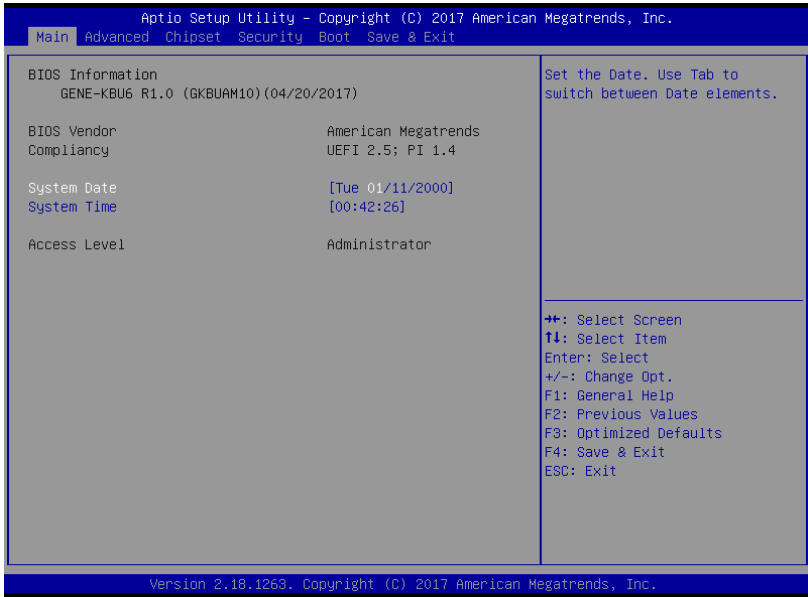 Aptio Setup Utility – Copyright (C) 2017 American Megatrends, Inc.
Main Advanced Chipset Security Boot Save & Exit
BIOS Information
GENE-KBU6 R1.0 (GKBUAM10)(04/20/2017)
BIOS Vendor American Megatrends
Compliancy UEFI 2.5; PI 1.4
System Date [Tue 01/11/2000]
System Time [00:42:26]
Access Level Administrator
Set the Date. Use Tab to
switch between Date elements.
→←: Select Screen
↑↓: Select Item
Enter: Select
+/-: Change Opt.
F1: General Help
F2: Previous Values
F3: Optimized Defaults
F4: Save & Exit
ESC: Exit
Version 2.18.1263. Copyright (C) 2017 American Megatrends, Inc.